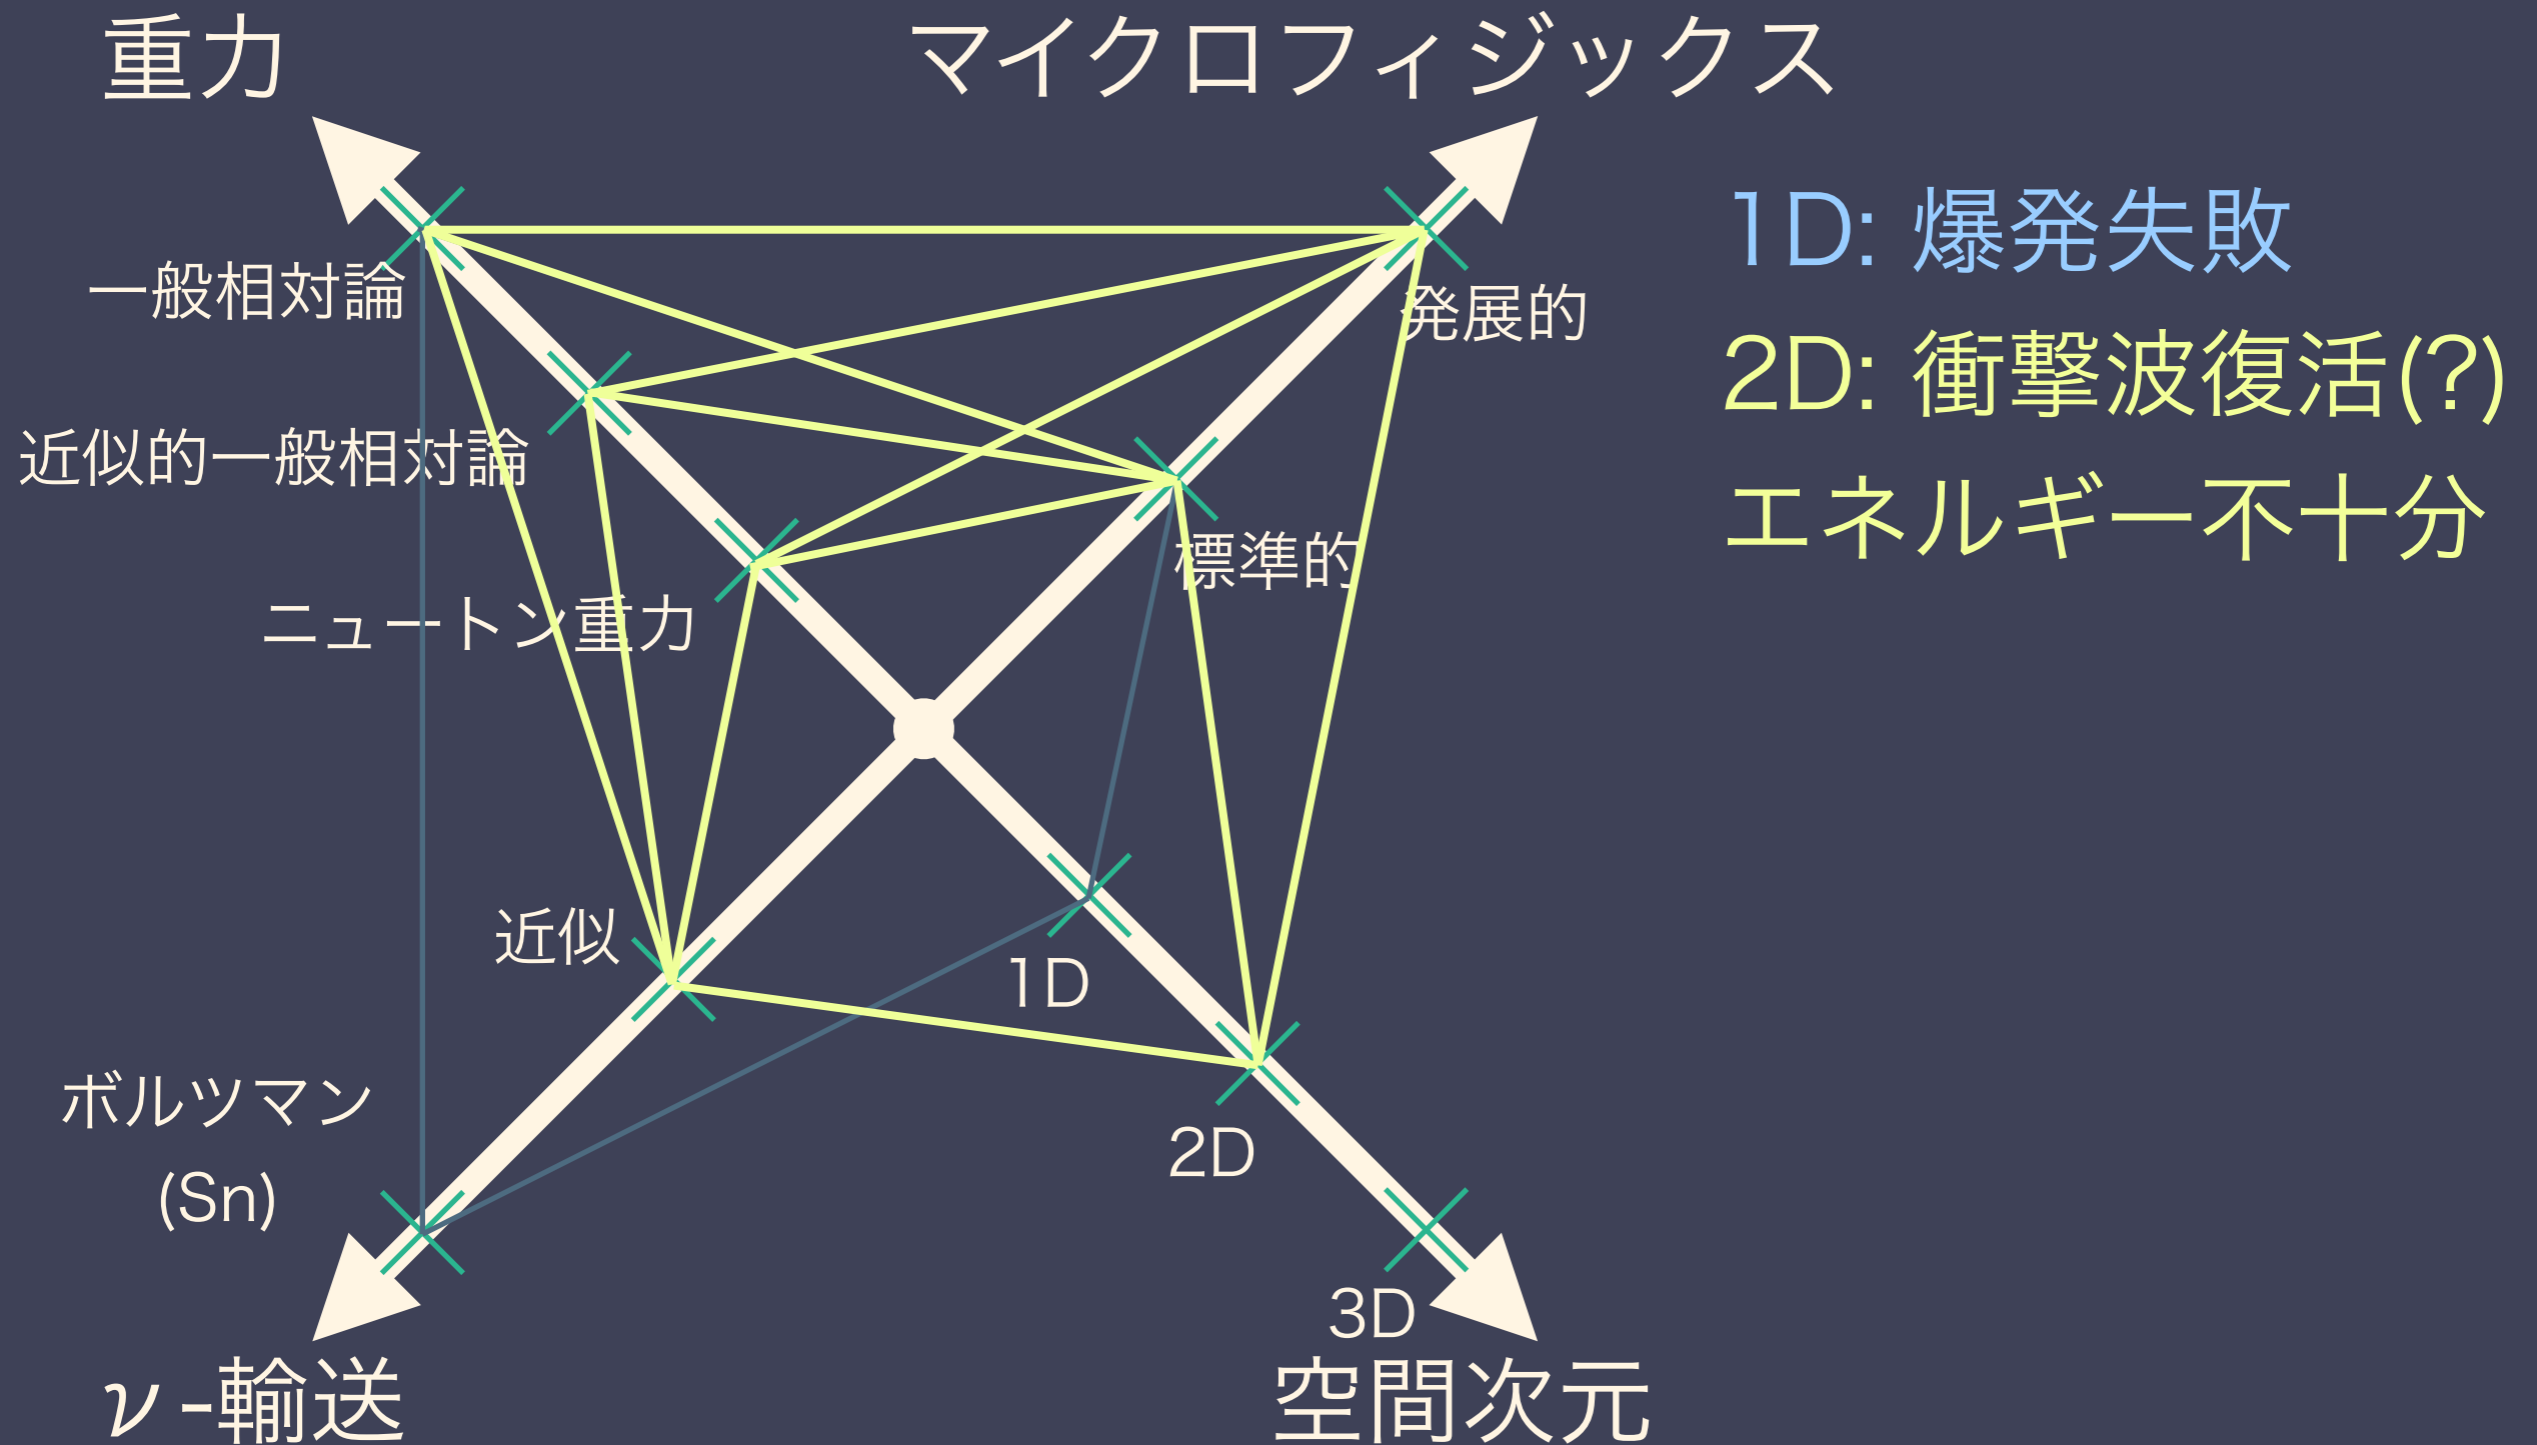 重力
マイクロフィジックス
1D: 爆発失敗
一般相対論
発展的
2D: 衝撃波復活(?)
近似的一般相対論
エネルギー不十分
標準的
ニュートン重力
近似
1D
ボルツマン
(Sn)
2D
3D
ν-輸送
空間次元